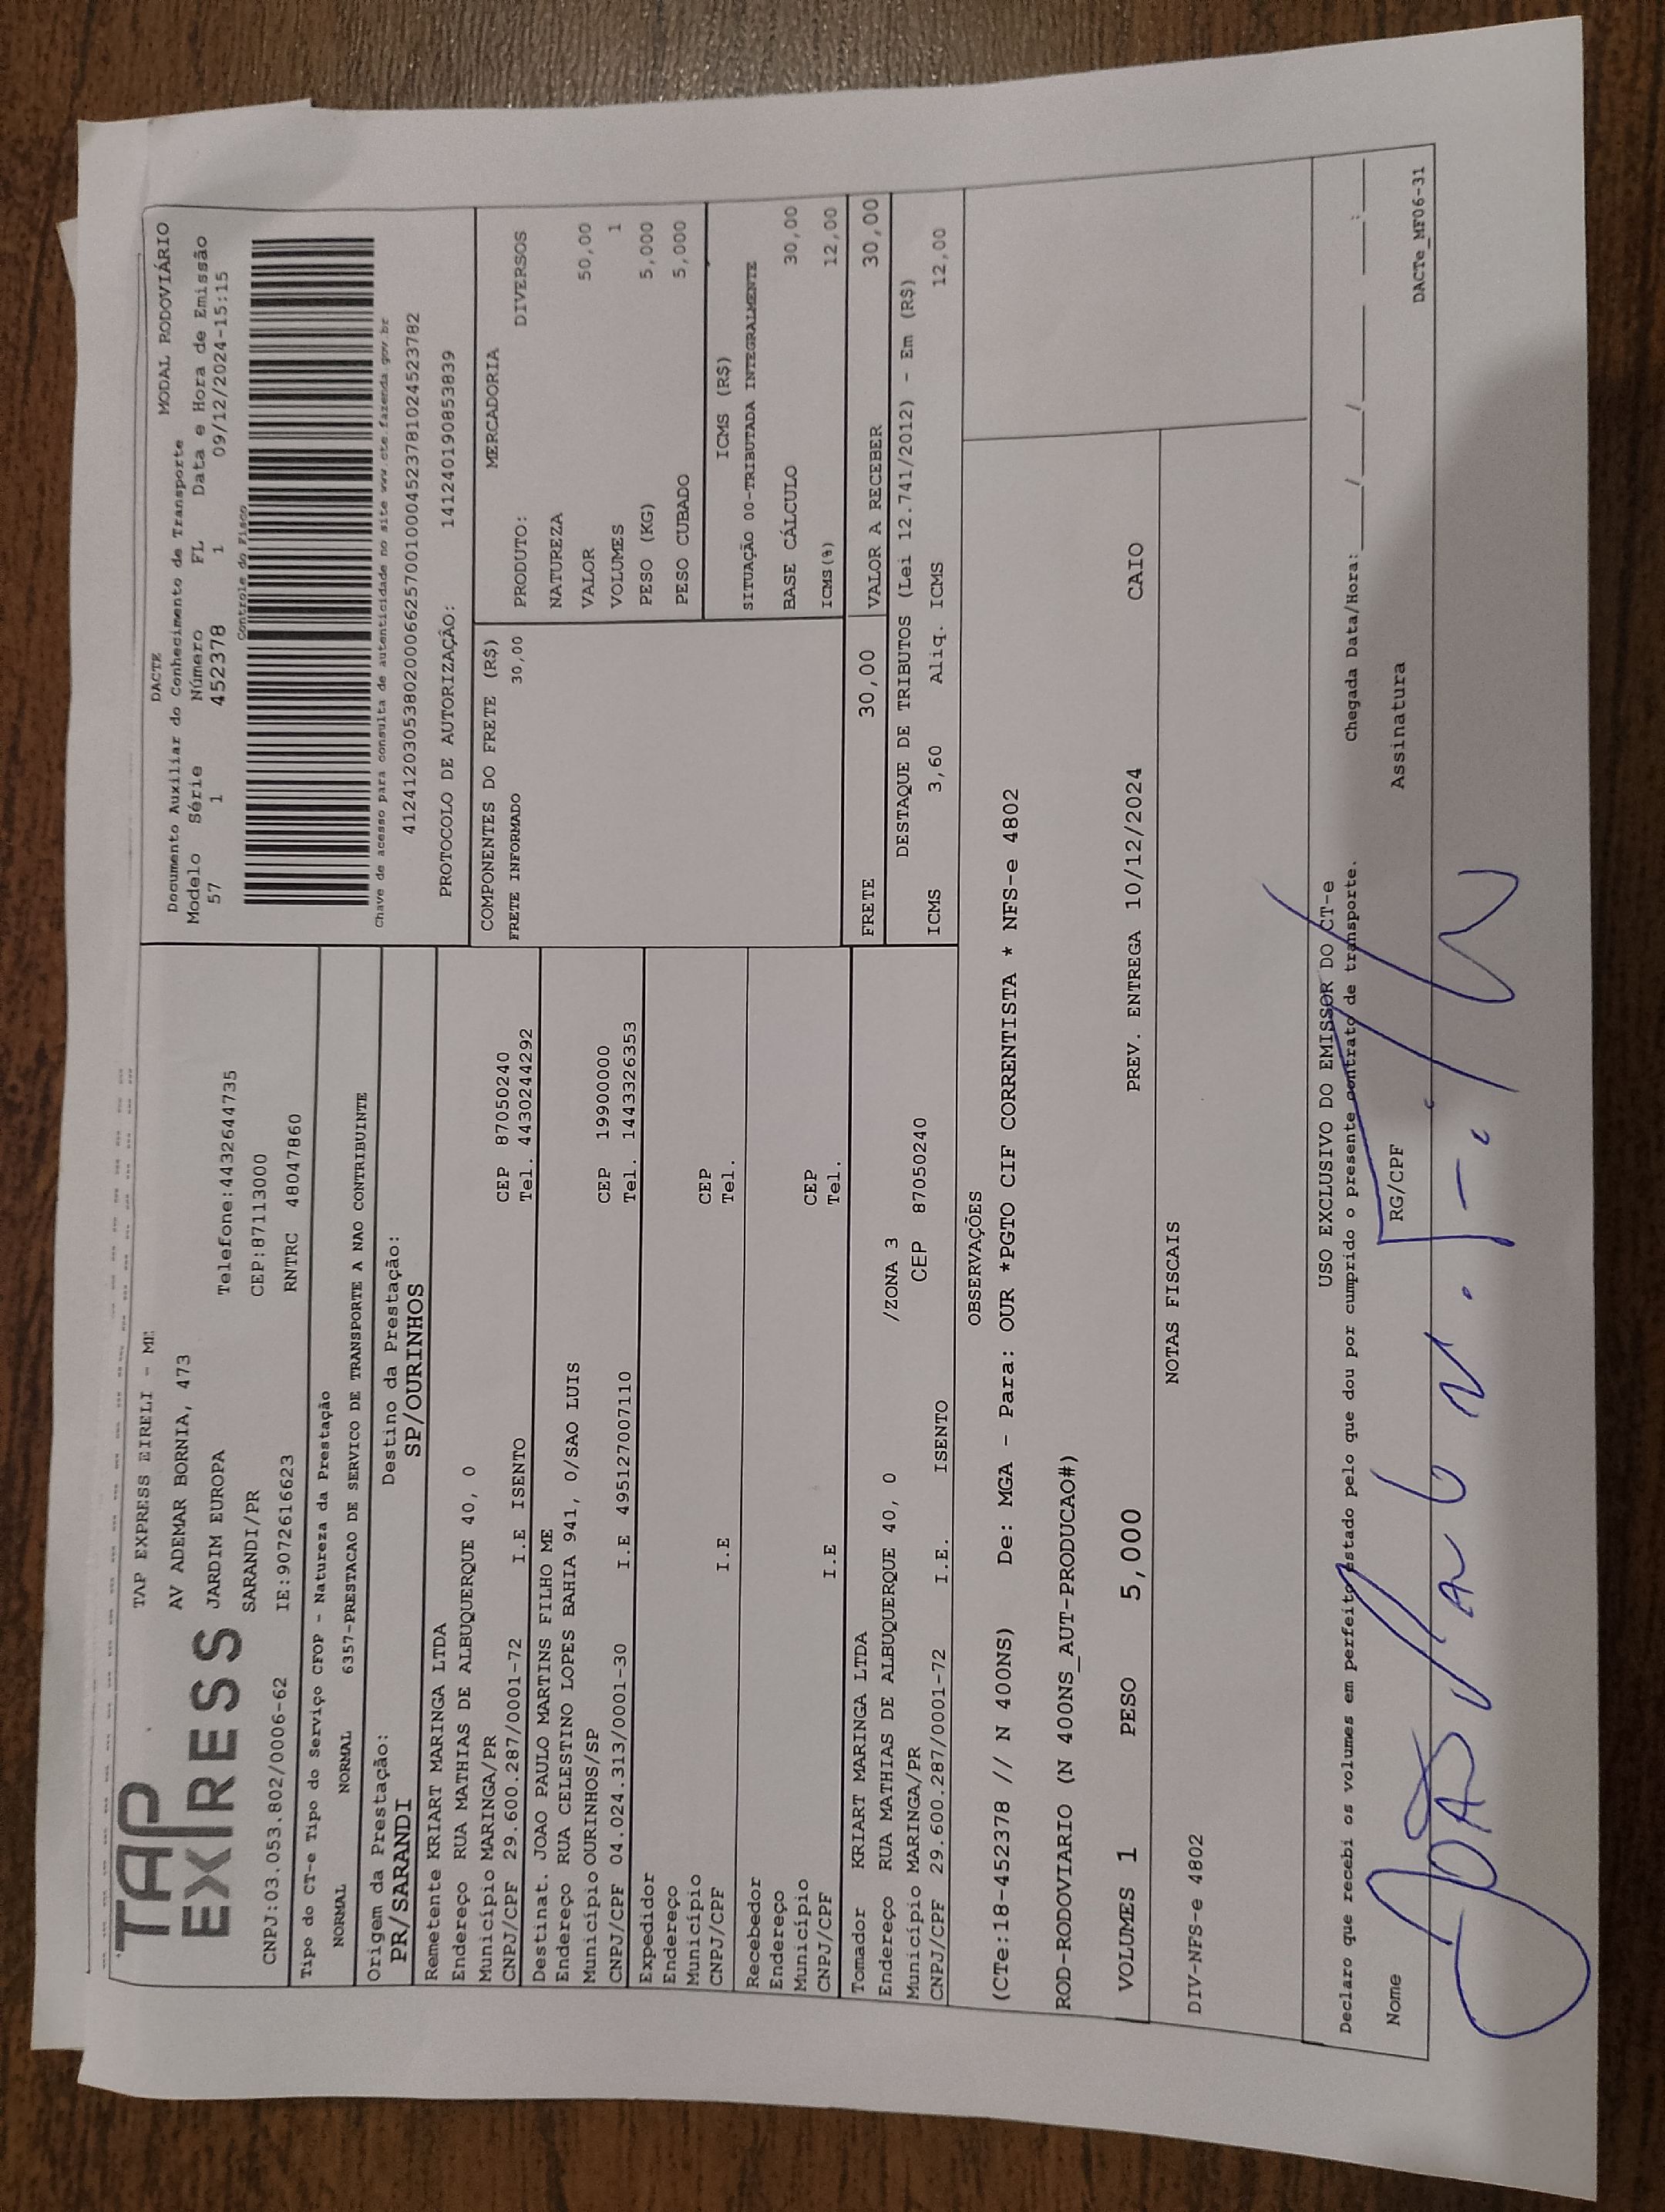 TAP
EXPRESS
TAP EXPRESS EIRELI - ME
AV ADEMAR BORNIA, 473
JARDIM EUROPA Telefone:4432644735
SARANDI/PR CEP:87113000
CNPJ:03.053.802/0006-62 IE:9072616623 RNTRC 48047860
DACTE
Documento Auxiliar do Conhecimento de Transporte MODAL RODOVIÁRIO
Modelo Série Número FL Data e Hora de Emissão
57 1 452378 1 09/12/2024-15:15
Controle do Fisco
Chave de acesso para consulta de autenticidade no site www.cte.fazenda.gov.br
41241203053802000662570010004523781024523782
PROTOCOLO DE AUTORIZAÇÃO: 141240190853839
Tipo do CT-e Tipo do Serviço CFOP - Natureza da Prestação
NORMAL NORMAL 6357-PRESTACAO DE SERVICO DE TRANSPORTE A NAO CONTRIBUINTE
Origem da Prestação: Destino da Prestação:
PR/SARANDI SP/OURINHOS
Remetente KRIART MARINGA LTDA
Endereço RUA MATHIAS DE ALBUQUERQUE 40, 0
Município MARINGA/PR CEP 87050240
CNPJ/CPF 29.600.287/0001-72 I.E ISENTO Tel. 4430244292
Destinat. JOAO PAULO MARTINS FILHO ME
Endereço RUA CELESTINO LOPES BAHIA 941, 0/SAO LUIS
Município OURINHOS/SP CEP 19900000
CNPJ/CPF 04.024.313/0001-30 I.E 495127007110 Tel. 1433326353
Expedidor
Endereço
Município CEP
CNPJ/CPF I.E Tel.
Recebedor
Endereço
Município CEP
CNPJ/CPF I.E Tel.
Tomador KRIART MARINGA LTDA
Endereço RUA MATHIAS DE ALBUQUERQUE 40, 0 /ZONA 3
Município MARINGA/PR CEP 87050240
CNPJ/CPF 29.600.287/0001-72 I.E. ISENTO
COMPONENTES DO FRETE (R$)
FRETE INFORMADO 30,00
MERCADORIA
PRODUTO: DIVERSOS
NATUREZA
VALOR 50,00
VOLUMES 1
PESO (KG) 5,000
PESO CUBADO 5,000
ICMS (R$)
SITUAÇÃO 00-TRIBUTADA INTEGRALMENTE
BASE CÁLCULO 30,00
ICMS(%) 12,00
FRETE 30,00 VALOR A RECEBER 30,00
DESTAQUE DE TRIBUTOS (Lei 12.741/2012) - Em (R$)
ICMS 3,60 Aliq. ICMS 12,00
OBSERVAÇÕES
(CTe:18-452378 // N 400NS) De: MGA - Para: OUR *PGTO CIF CORRENTISTA * NFS-e 4802
ROD-RODOVIARIO (N 400NS_AUT-PRODUCAO#)
VOLUMES 1 PESO 5,000 PREV. ENTREGA 10/12/2024 CAIO
NOTAS FISCAIS
DIV-NFS-e 4802
USO EXCLUSIVO DO EMISSOR DO CT-e
Declaro que recebi os volumes em perfeito estado pelo que dou por cumprido o presente contrato de transporte. Chegada Data/Hora:____/____/____ ___:___
Nome RG/CPF Assinatura
DACTe_MF06-31